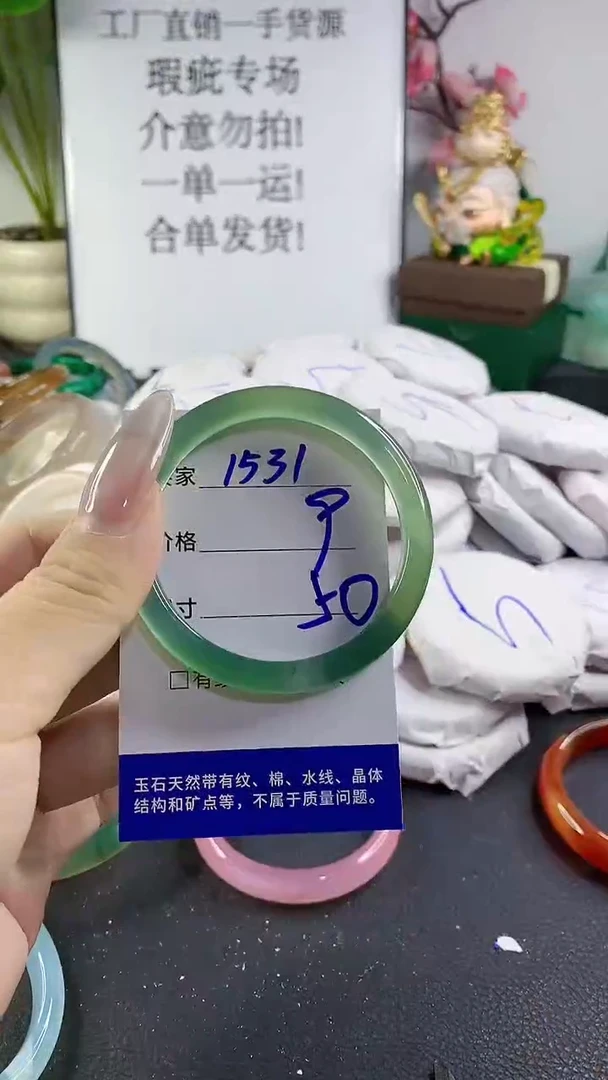 工厂直销一手货源
瑕疵专场
介意勿拍!
一单一运!
合单发货!
家 1531
价格
寸 50
□有
玉石天然带有纹、棉、水线、晶体
结构和矿点等，不属于质量问题。